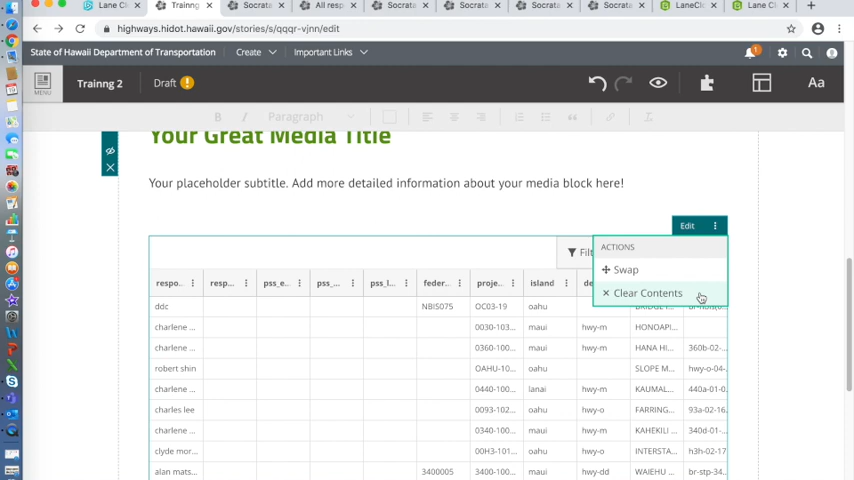 Lane Cl
Trainng
Socrata
All resp
Socrata
Socrata
Socrata
Socrata
LaneClo
Lane Cl
highways.hidot.hawaii.gov/stories/s/qqqr-vjnn/edit
State of Hawaii Department of Transportation Create Important Links 1
MENU Trainng 2 Draft Aa
B I Paragraph
Your Great Media Title
Your placeholder subtitle. Add more detailed information about your media block here!
Edit
ACTIONS
Filt Swap
Clear Contents
respo.. resp... pss_e... pss_... pss_l... feder.. proje... island de
ddc NBIS075 OC03-19 oahu
charlene ... 0030-103... maui hwy-m HONOAPI...
charlene ... 0360-100... maui hwy-m HANA HI... 360b-02-...
robert shin OAHU-10... oahu SLOPE M... hwy-o-04-.
charlene ... 0440-100... lanai hwy-m KAUMAL... 440a-01-0.
charles lee 0093-102... oahu hwy-o FARRING... 93a-02-16.
charlene ... 0340-100... maui hwy-m KAHEKILI ... 340d-01-...
clyde mor... 00H3-101... oahu hwy-o INTERSTA... h3h-02-17
alan mats... 3400005 3400-100... maui hwy-dd WAIEHU ... br-stp-34..